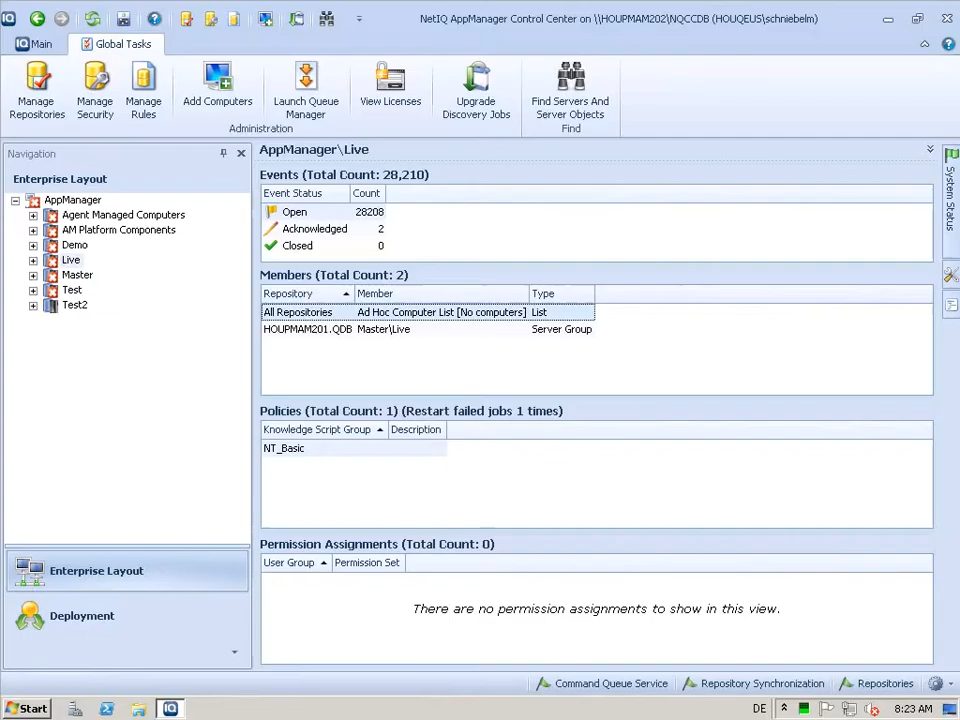 NetIQ AppManager Control Center on \\HOUPMAM202\NQCCDB (HOUQEUS\schniebelm)
Main
Global Tasks
Manage Repositories
Manage Security
Manage Rules
Add Computers
Launch Queue Manager
View Licenses
Upgrade Discovery Jobs
Find Servers And Server Objects
Administration
Find
Navigation
Enterprise Layout
AppManager
Agent Managed Computers
AM Platform Components
Demo
Live
Master
Test
Test2
Enterprise Layout
Deployment
AppManager\Live
Events (Total Count: 28,210)
Event Status Count
Open 28208
Acknowledged 2
Closed 0
Members (Total Count: 2)
Repository Member Type
All Repositories Ad Hoc Computer List [No computers] List
HOUPMAM201.QDB Master\Live Server Group
Policies (Total Count: 1) (Restart failed jobs 1 times)
Knowledge Script Group Description
NT_Basic
Permission Assignments (Total Count: 0)
User Group Permission Set
There are no permission assignments to show in this view.
System Status
Command Queue Service Repository Synchronization Repositories
Start
DE
8:23 AM